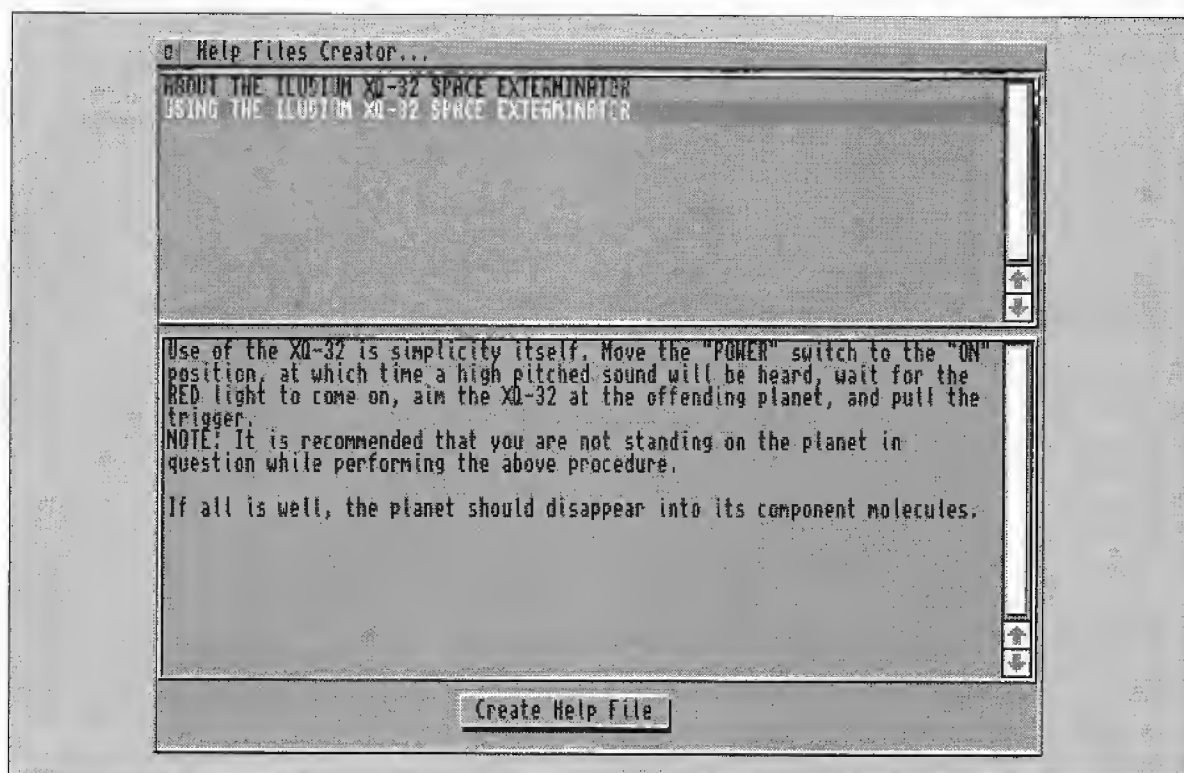 Help Files Creator...
ABOUT THE ILUDIUM XQ-32 SPACE EXTERMINATOR
USING THE ILUDIUM XQ-32 SPACE EXTERMINATOR
Use of the XQ-32 is simplicity itself. Move the "POWER" switch to the "ON"
position, at which time a high pitched sound will be heard, wait for the
RED light to come on, aim the XQ-32 at the offending planet, and pull the
trigger.
NOTE: It is recommended that you are not standing on the planet in
question while performing the above procedure.
If all is well, the planet should disappear into its component molecules.
Create Help File